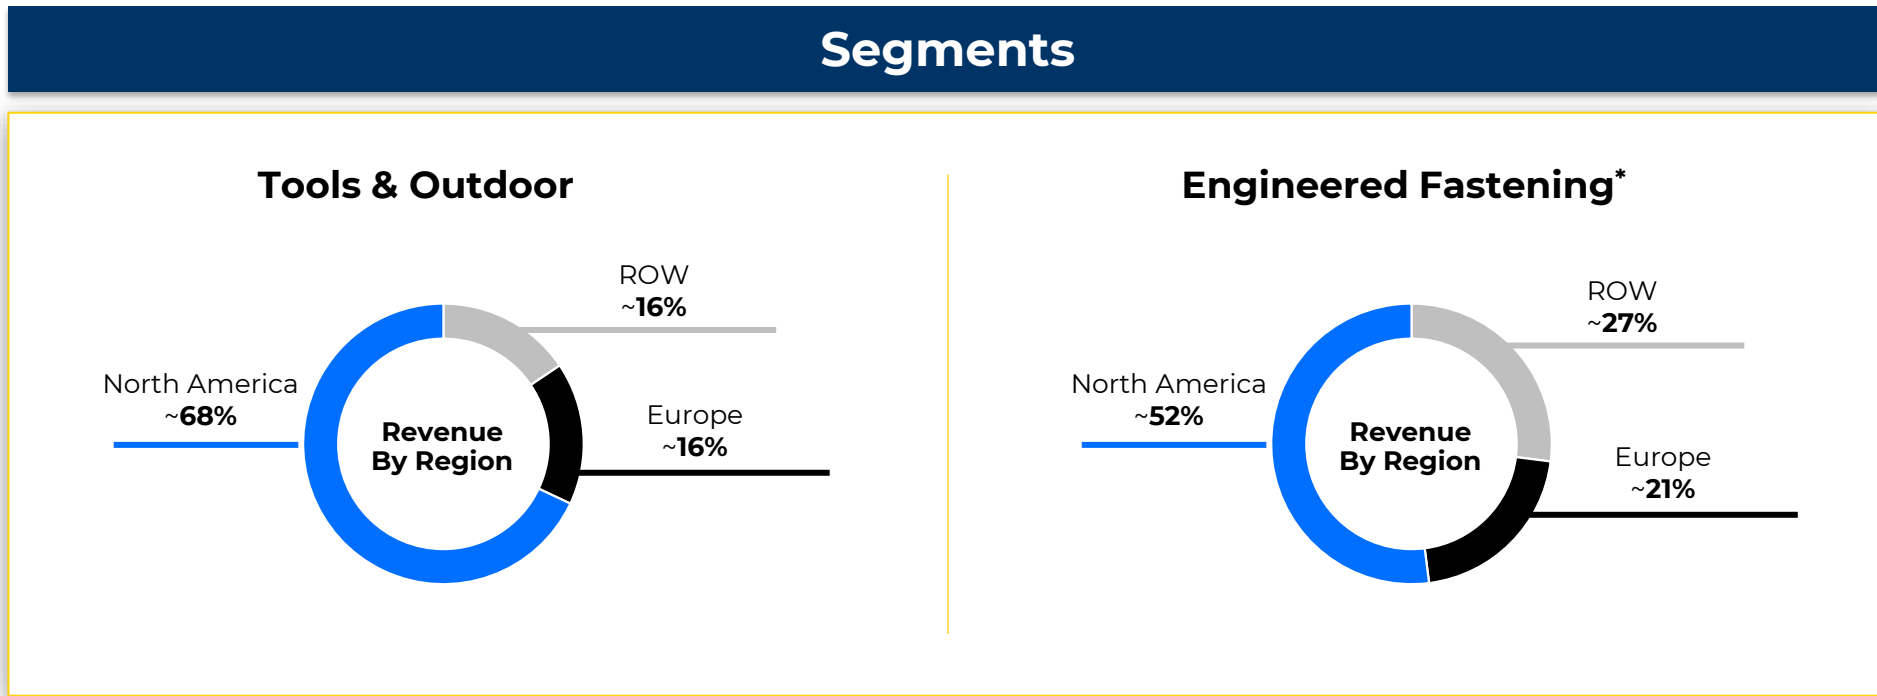 Segments
Tools & Outdoor
ROW
~16%
North America
~68%
Europe
~16%
Revenue
By Region
Engineered Fastening*
ROW
~27%
North America
~52%
Europe
~21%
Revenue
By Region